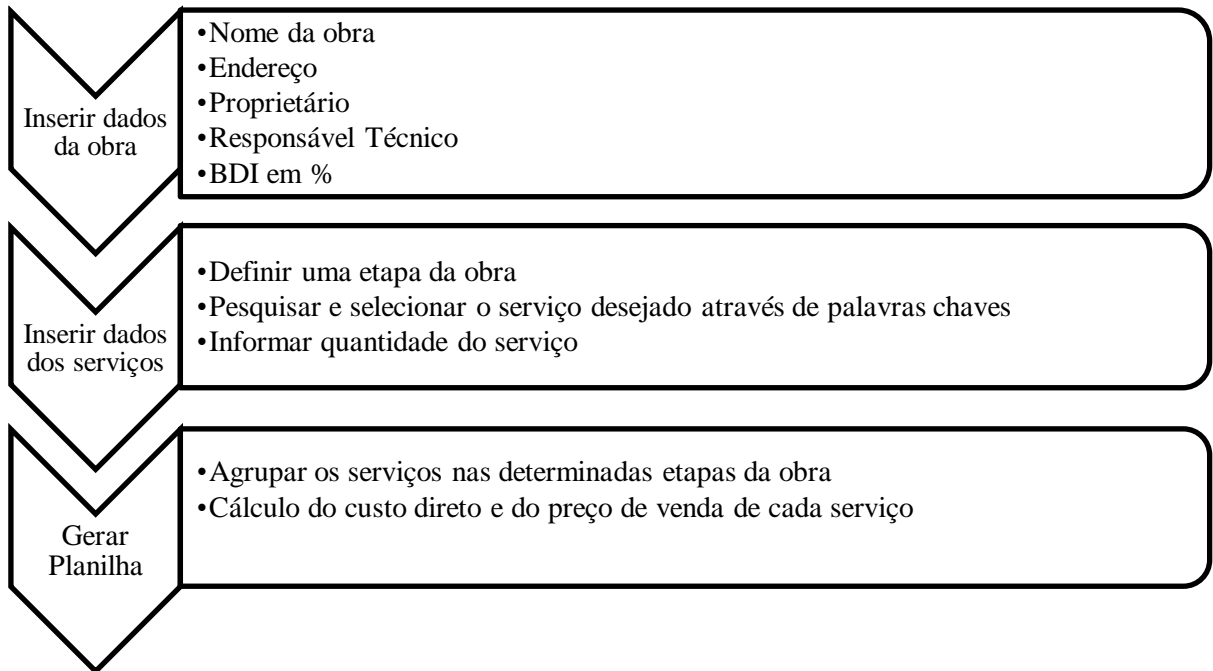 Inserir dados
da obra
•Nome da obra
•Endereço
•Proprietário
•Responsável Técnico
•BDI em %
Inserir dados
dos serviços
•Definir uma etapa da obra
•Pesquisar e selecionar o serviço desejado através de palavras chaves
•Informar quantidade do serviço
Gerar
Planilha
•Agrupar os serviços nas determinadas etapas da obra
•Cálculo do custo direto e do preço de venda de cada serviço